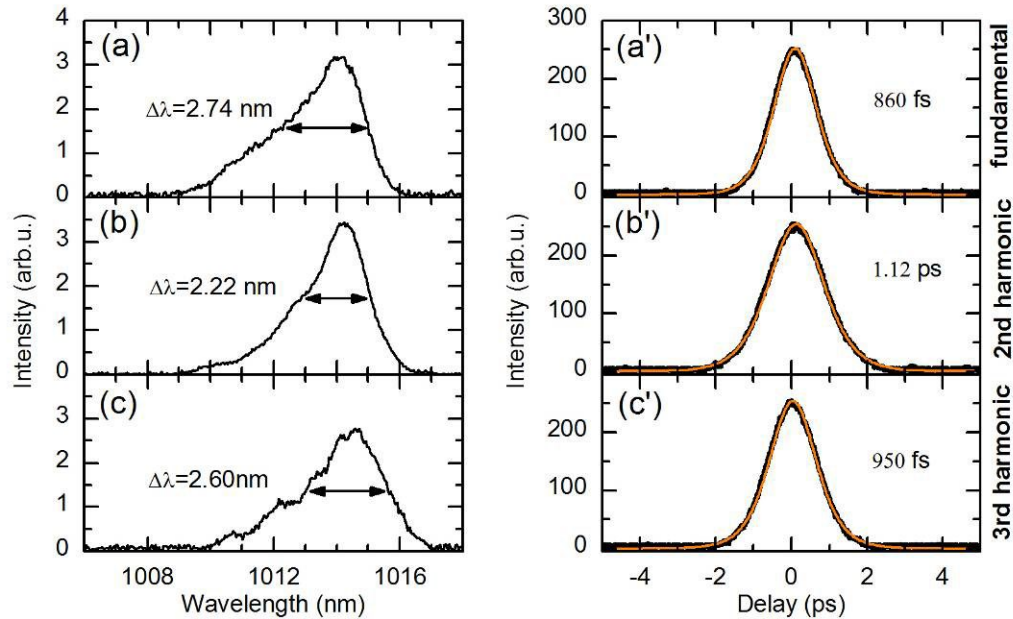 (a)
Δλ=2.74 nm
4
3
2
1
0
(b)
Δλ=2.22 nm
3
2
1
0
(c)
Δλ=2.60nm
3
2
1
0
1008 1012 1016
Wavelength (nm)
Intensity (arb.u.)
(a')
860 fs
300
200
100
0
(b')
1.12 ps
200
100
0
(c')
950 fs
200
100
0
-4 -2 0 2 4
Delay (ps)
Intensity (arb.u.)
fundamental
2nd harmonic
3rd harmonic